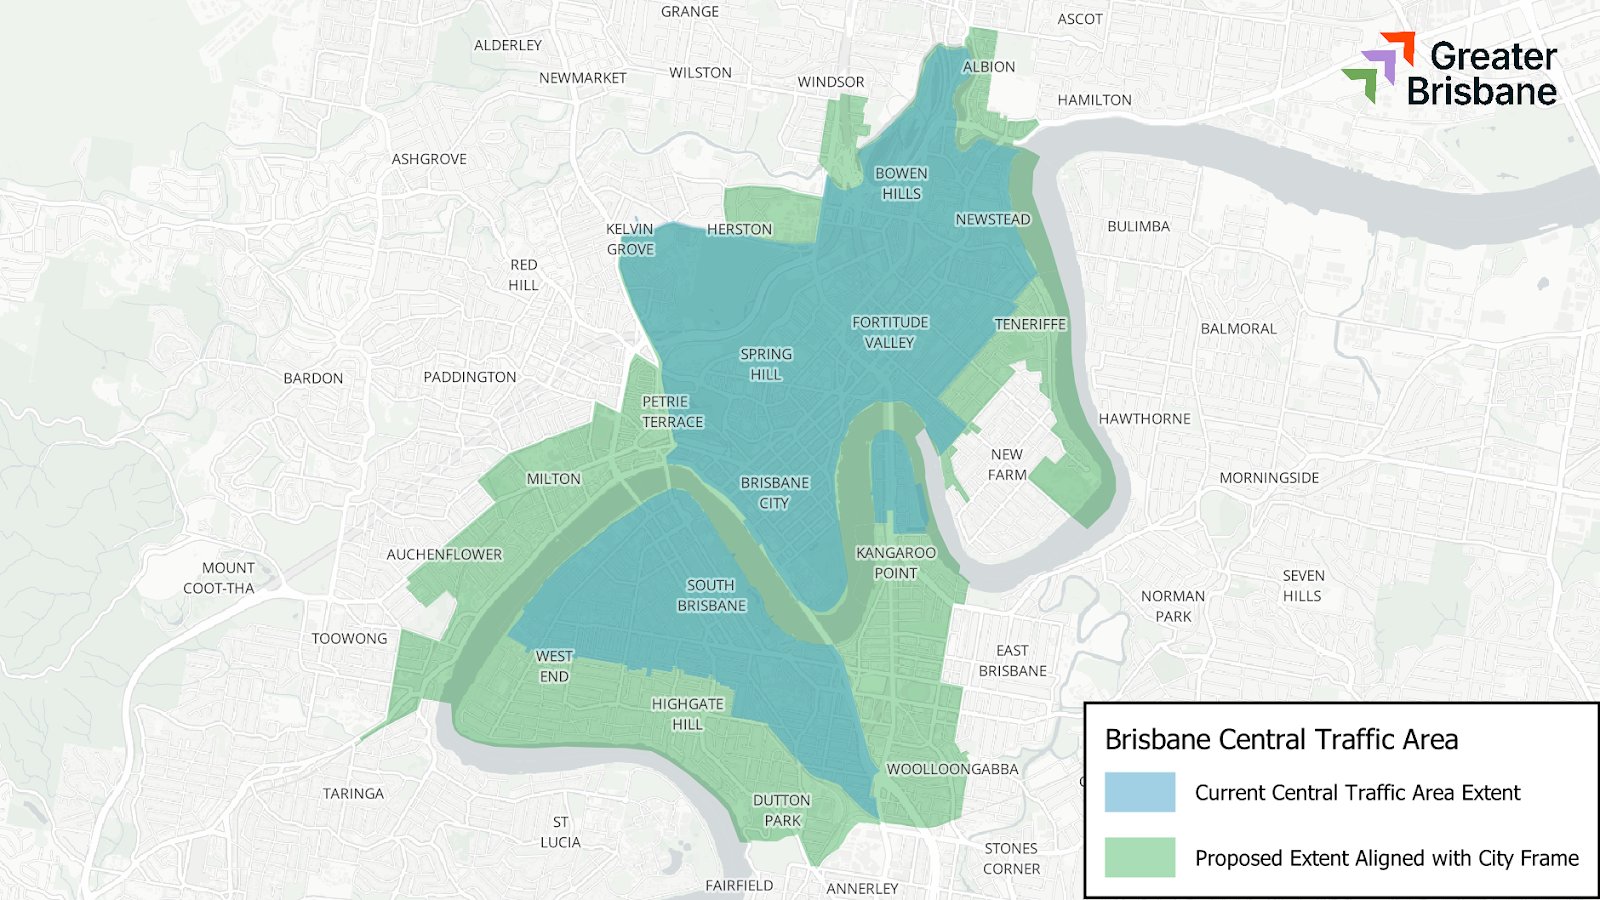 GRANGE
ASCOT
ALDERLEY
Greater
Brisbane
NEWMARKET
WILSTON
WINDSOR
ALBION
HAMILTON
ASHGROVE
BOWEN
HILLS
KELVIN
GROVE
HERSTON
NEWSTEAD
BULIMBA
RED
HILL
FORTITUDE
VALLEY
TENERIFFE
BALMORAL
SPRING
HILL
BARDON
PADDINGTON
PETRIE
TERRACE
HAWTHORNE
MILTON
BRISBANE
CITY
NEW
FARM
MORNINGSIDE
AUCHENFLOWER
KANGAROO
POINT
MOUNT
COOT-THA
SOUTH
BRISBANE
SEVEN
HILLS
NORMAN
PARK
TOOWONG
WEST
END
EAST
BRISBANE
HIGHGATE
HILL
WOOLLOONGABBA
TARINGA
DUTTON
PARK
ST
LUCIA
STONES
CORNER
FAIRFIELD
ANNERLEY
Brisbane Central Traffic Area
Current Central Traffic Area Extent
Proposed Extent Aligned with City Frame